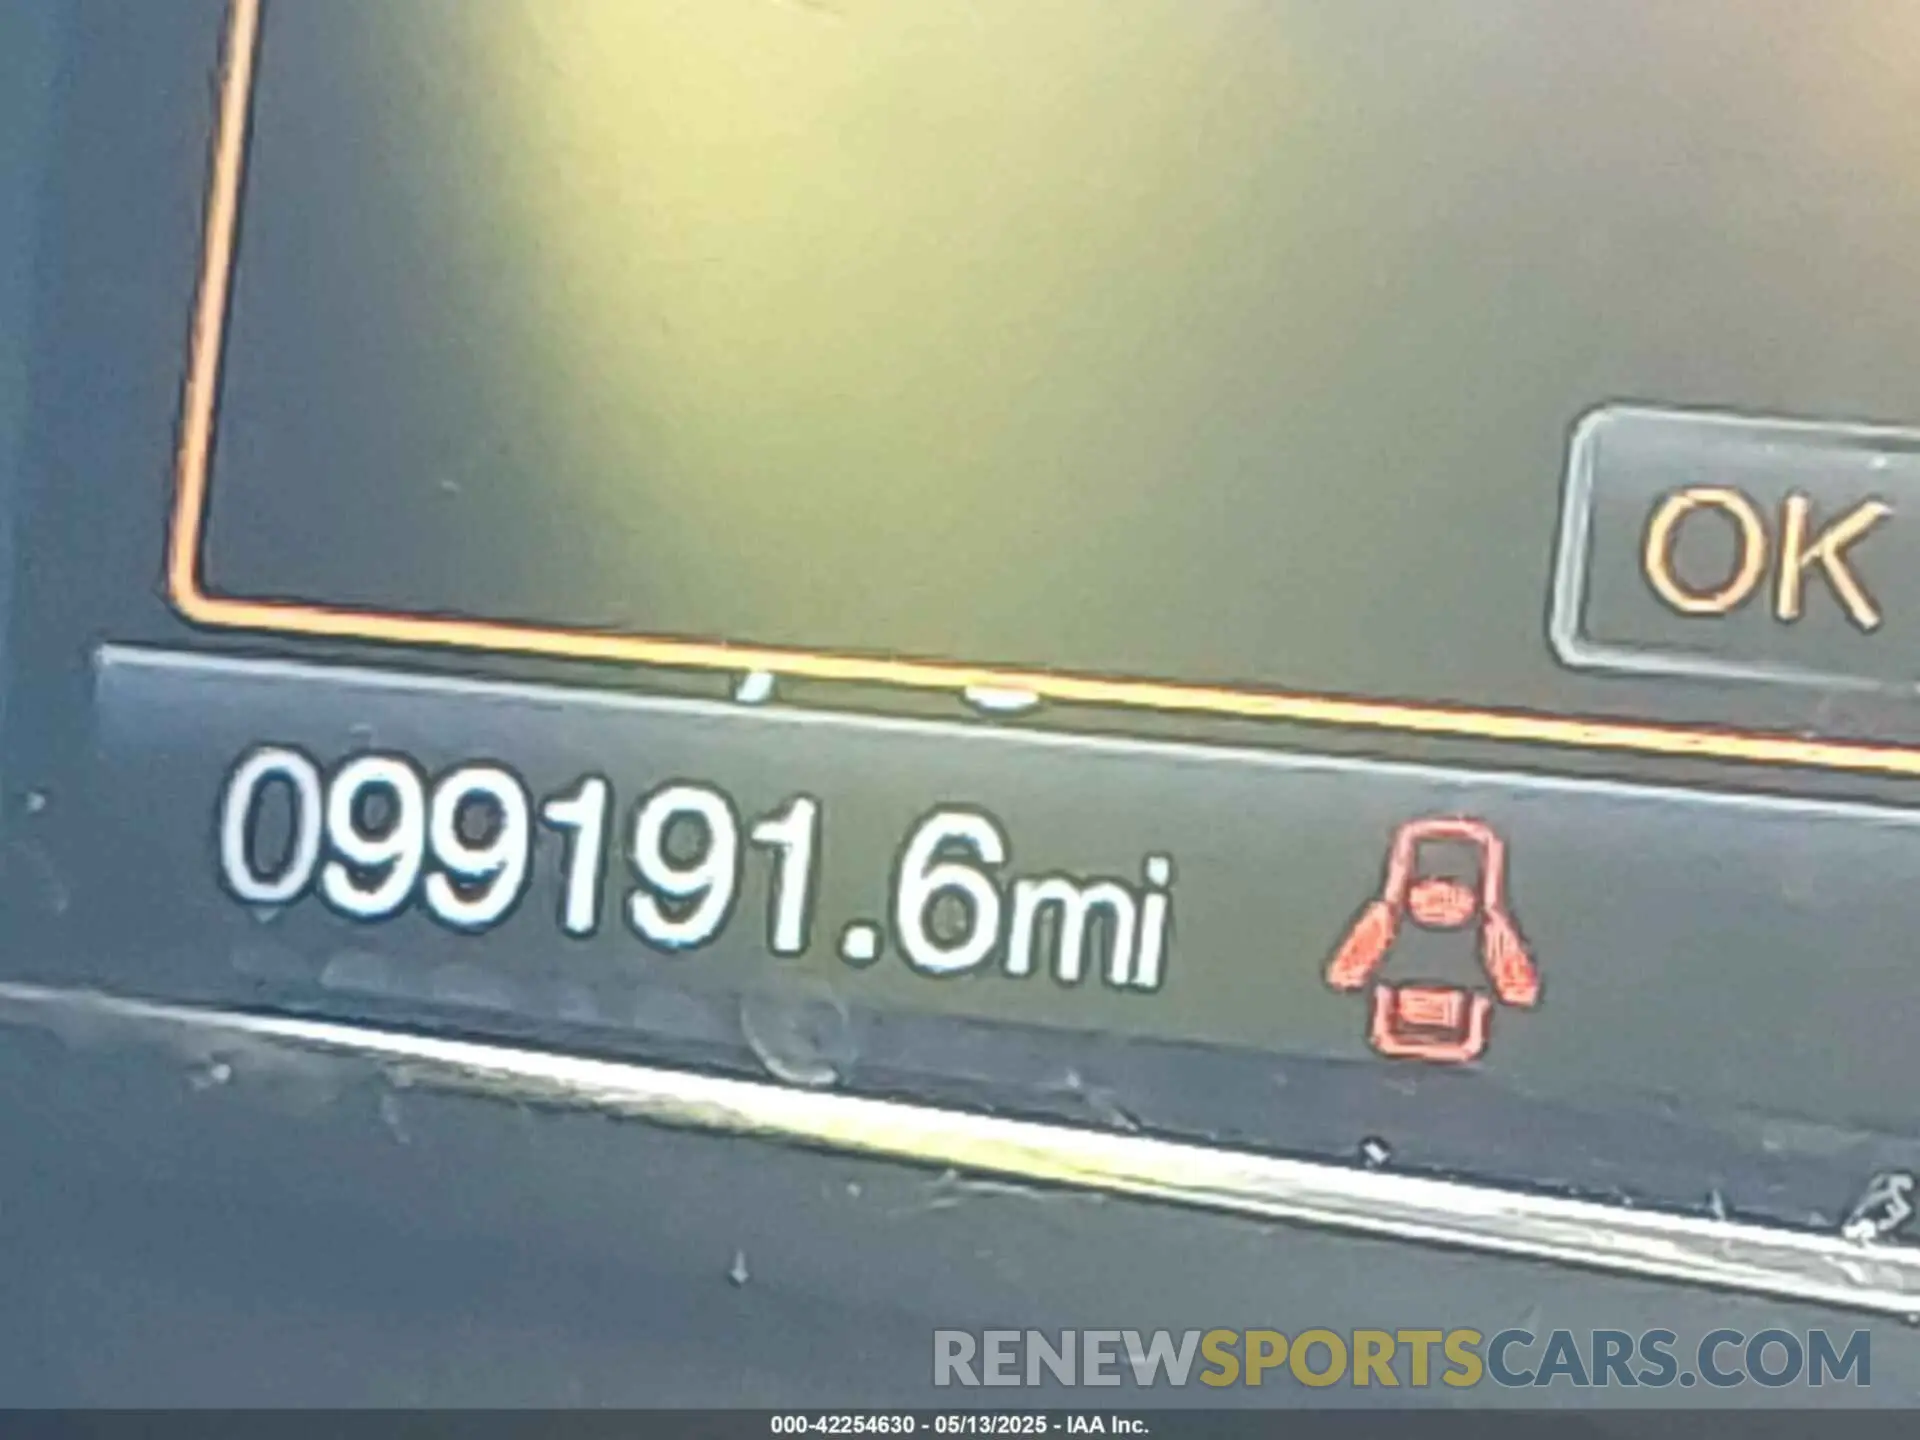 OK
099191.6mi
RENEWSPORTSCARS.COM
000-42254630 - 05/13/2025 - IAA Inc.